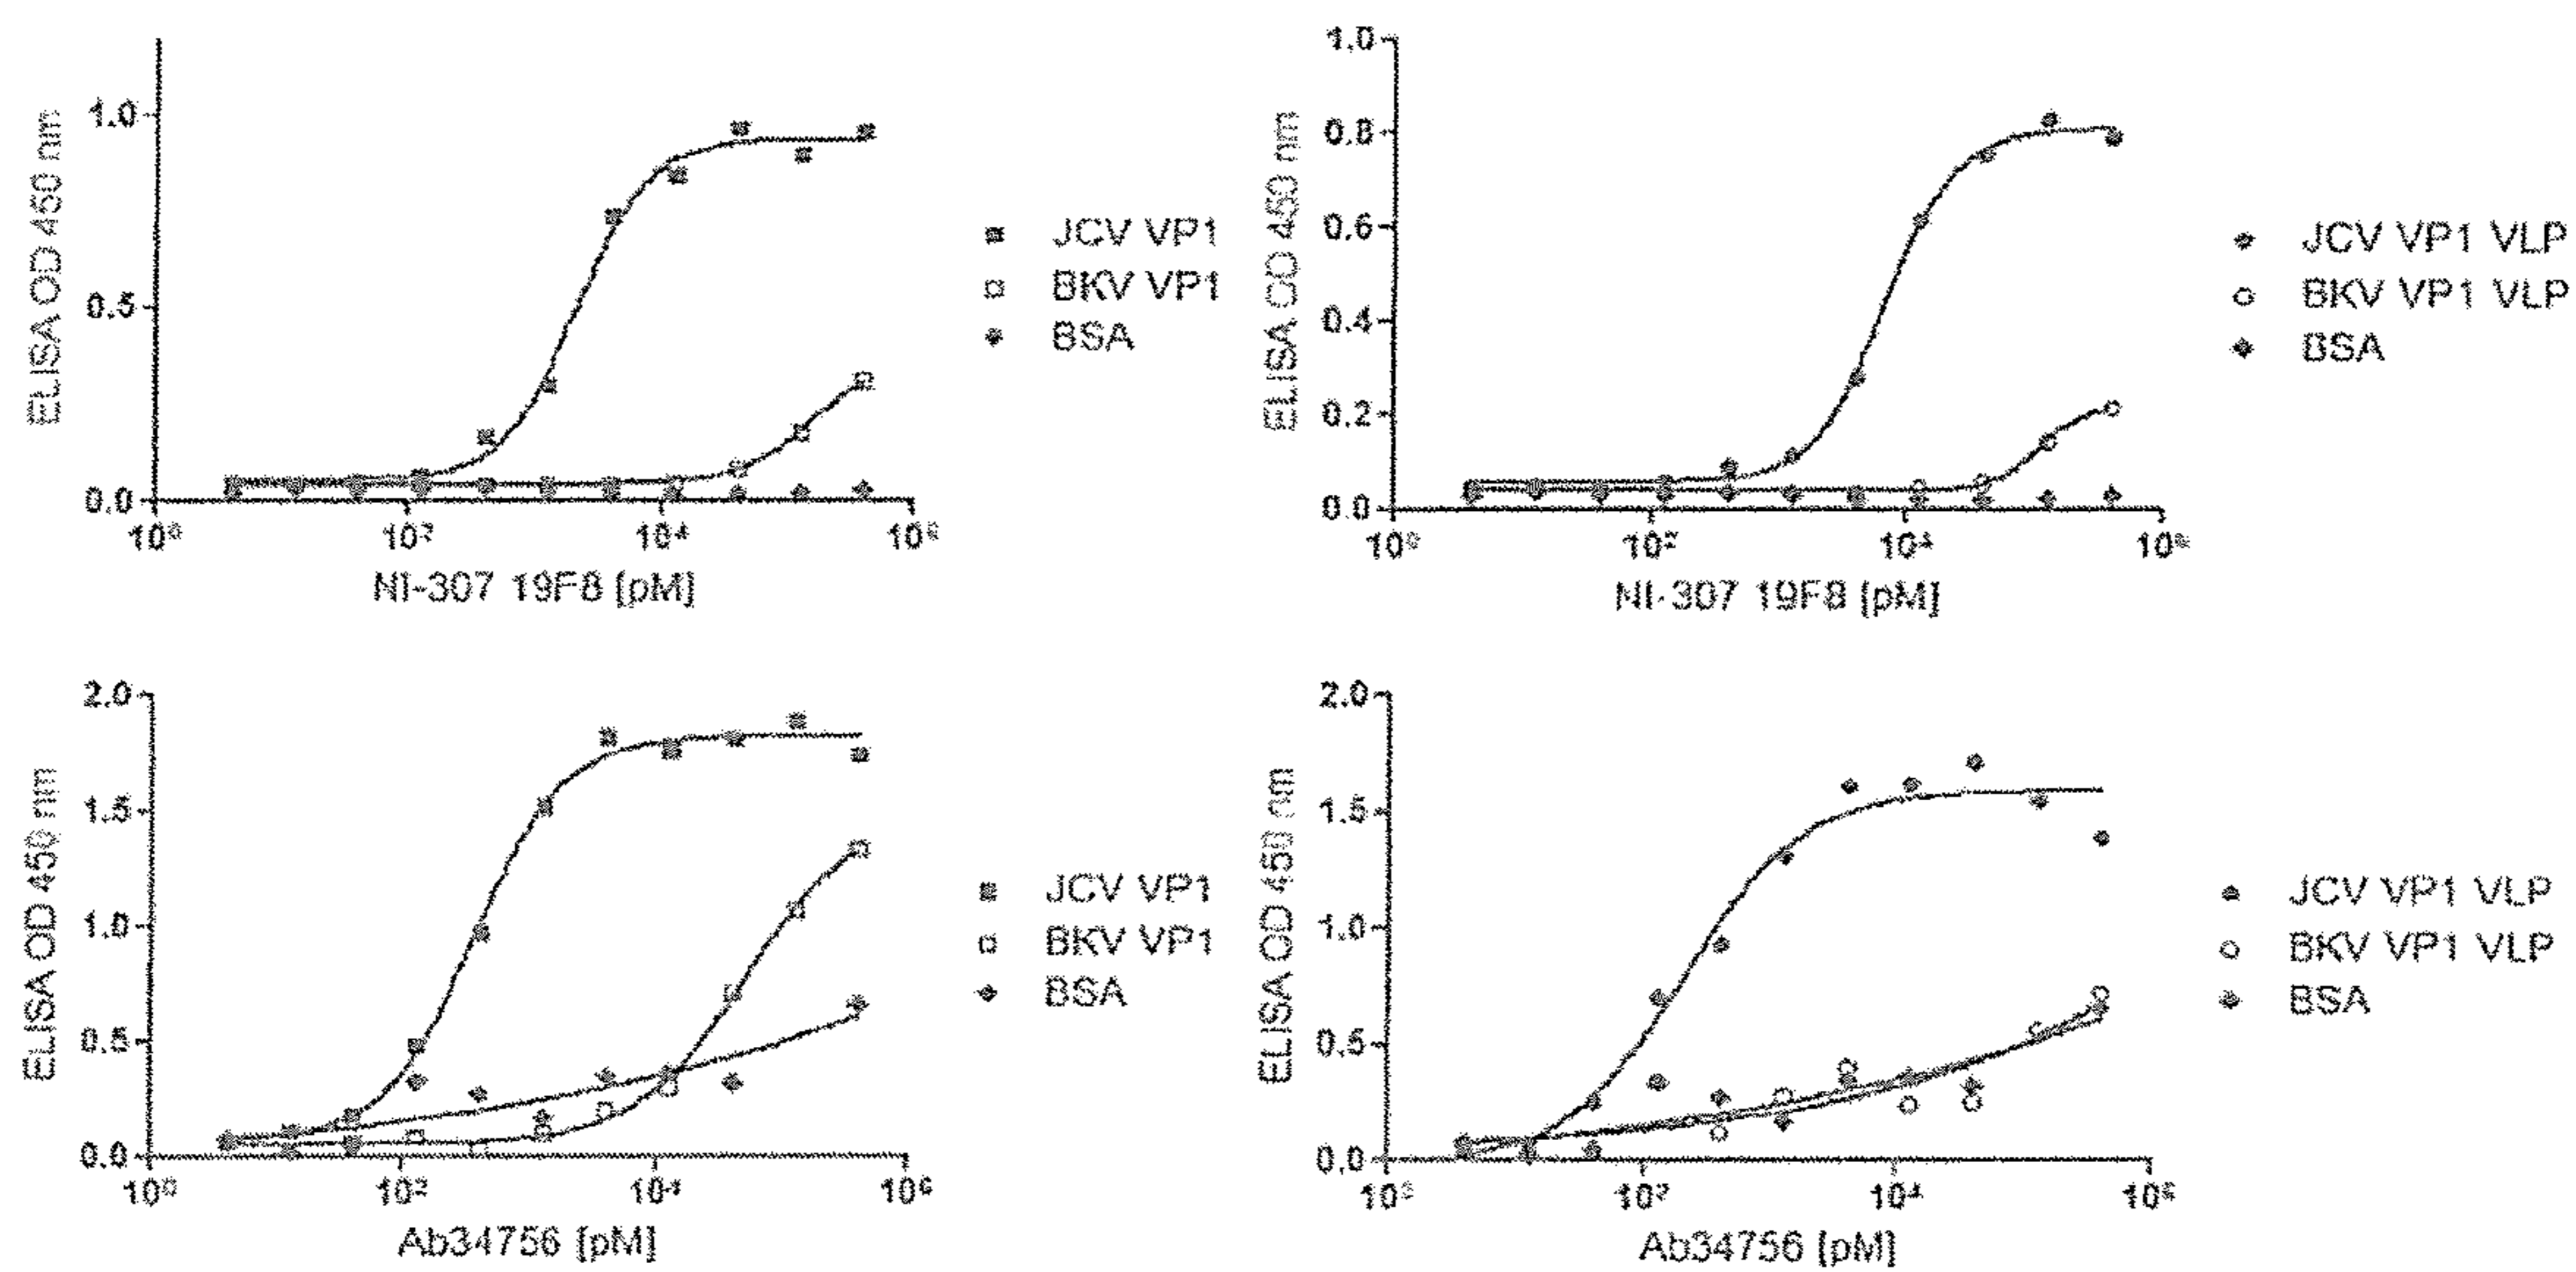 ELISA OD 450 nm
1.0
0.5
0.0
10⁰
10²
10⁴
10⁶
NI-307 19F8 [pM]
JCV VP1
BKV VP1
BSA
ELISA OD 450 nm
1.0
0.8
0.6
0.4
0.2
0.0
10⁰
10²
10⁴
10⁶
NI-307 19F8 [pM]
JCV VP1 VLP
BKV VP1 VLP
BSA
ELISA OD 450 nm
2.0
1.5
1.0
0.5
0.0
10⁰
10²
10⁴
10⁶
Ab34756 [pM]
JCV VP1
BKV VP1
BSA
ELISA OD 450 nm
2.0
1.5
1.0
0.5
0.0
10⁰
10²
10⁴
10⁶
Ab34756 [pM]
JCV VP1 VLP
BKV VP1 VLP
BSA